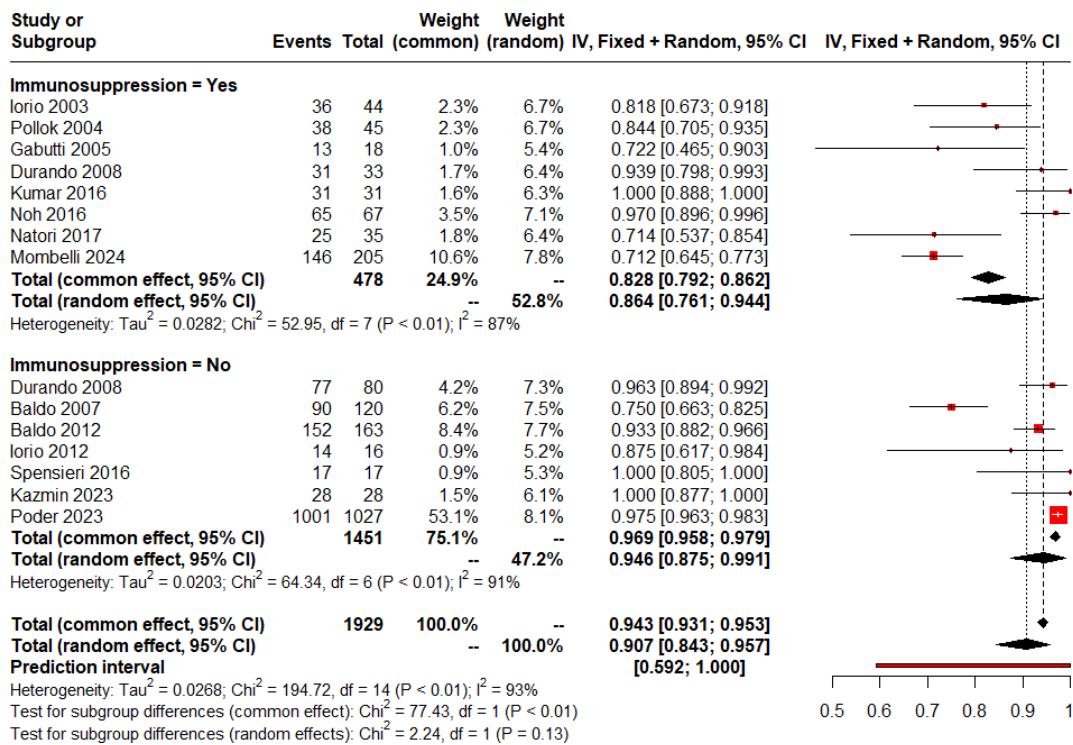 Study or Weight Weight
Subgroup Events Total (common) (random) IV, Fixed + Random, 95% CI IV, Fixed + Random, 95% CI
Immunosuppression = Yes
Iorio 2003 36 44 2.3% 6.7% 0.818 [0.673; 0.918]
Pollok 2004 38 45 2.3% 6.7% 0.844 [0.705; 0.935]
Gabutti 2005 13 18 1.0% 5.4% 0.722 [0.465; 0.903]
Durando 2008 31 33 1.7% 6.4% 0.939 [0.798; 0.993]
Kumar 2016 31 31 1.6% 6.3% 1.000 [0.888; 1.000]
Noh 2016 65 67 3.5% 7.1% 0.970 [0.896; 0.996]
Natori 2017 25 35 1.8% 6.4% 0.714 [0.537; 0.854]
Mombelli 2024 146 205 10.6% 7.8% 0.712 [0.645; 0.773]
Total (common effect, 95% CI) 478 24.9% -- 0.828 [0.792; 0.862]
Total (random effect, 95% CI) -- 52.8% 0.864 [0.761; 0.944]
Heterogeneity: Tau² = 0.0282; Chi² = 52.95, df = 7 (P < 0.01); I² = 87%
Immunosuppression = No
Durando 2008 77 80 4.2% 7.3% 0.963 [0.894; 0.992]
Baldo 2007 90 120 6.2% 7.5% 0.750 [0.663; 0.825]
Baldo 2012 152 163 8.4% 7.7% 0.933 [0.882; 0.966]
Iorio 2012 14 16 0.9% 5.2% 0.875 [0.617; 0.984]
Spensieri 2016 17 17 0.9% 5.3% 1.000 [0.805; 1.000]
Kazmin 2023 28 28 1.5% 6.1% 1.000 [0.877; 1.000]
Poder 2023 1001 1027 53.1% 8.1% 0.975 [0.963; 0.983]
Total (common effect, 95% CI) 1451 75.1% -- 0.969 [0.958; 0.979]
Total (random effect, 95% CI) -- 47.2% 0.946 [0.875; 0.991]
Heterogeneity: Tau² = 0.0203; Chi² = 64.34, df = 6 (P < 0.01); I² = 91%
Total (common effect, 95% CI) 1929 100.0% -- 0.943 [0.931; 0.953]
Total (random effect, 95% CI) -- 100.0% 0.907 [0.843; 0.957]
Prediction interval [0.592; 1.000]
Heterogeneity: Tau² = 0.0268; Chi² = 194.72, df = 14 (P < 0.01); I² = 93%
Test for subgroup differences (common effect): Chi² = 77.43, df = 1 (P < 0.01)
Test for subgroup differences (random effects): Chi² = 2.24, df = 1 (P = 0.13)
0.5 0.6 0.7 0.8 0.9 1